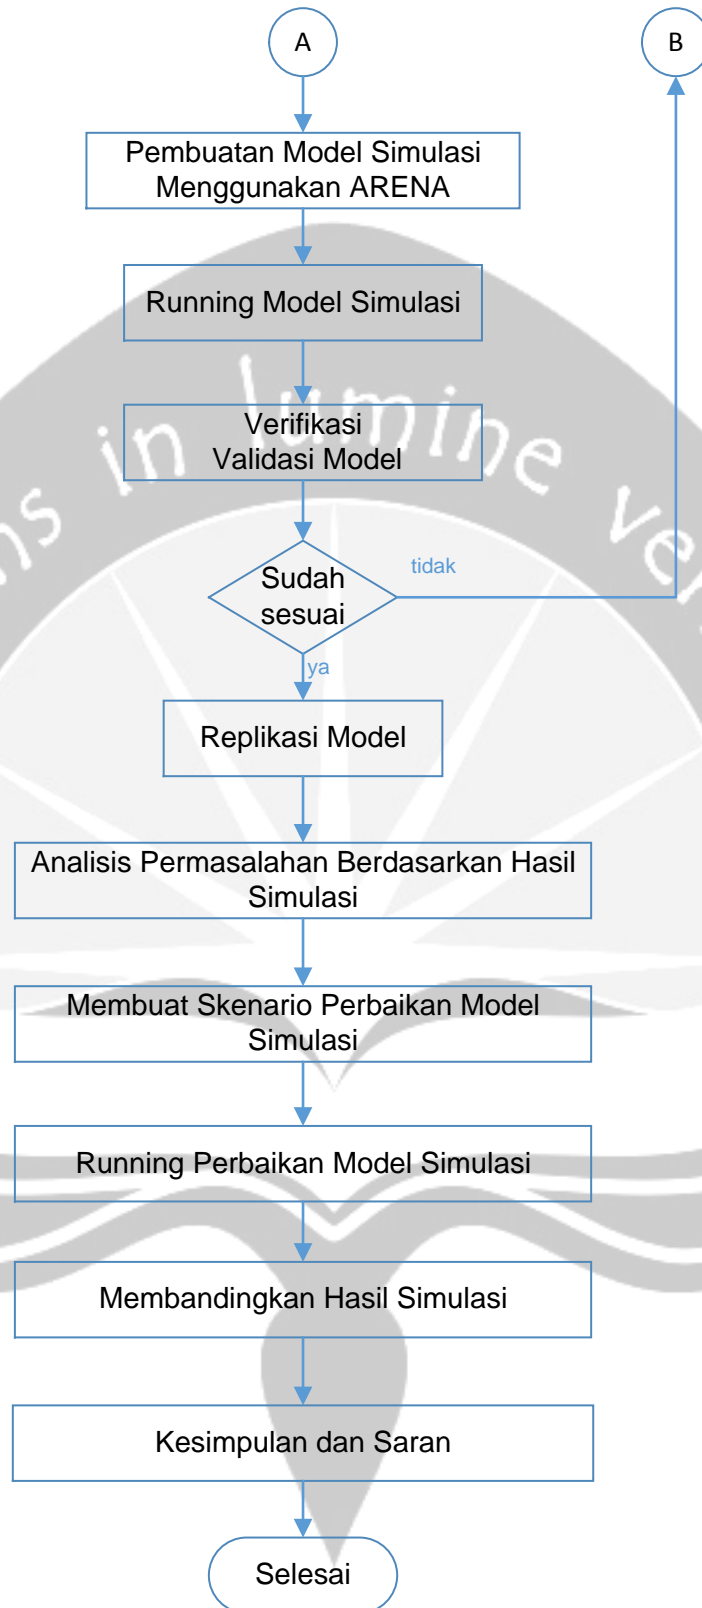 A
B
Pembuatan Model Simulasi
Menggunakan ARENA
Running Model Simulasi
in lumine
Verifikasi
Validasi Model
Sudah
sesuai
tidak
ya
Replikasi Model
Analisis Permasalahan Berdasarkan Hasil
Simulasi
Membuat Skenario Perbaikan Model
Simulasi
Running Perbaikan Model Simulasi
Membandingkan Hasil Simulasi
Kesimpulan dan Saran
Selesai